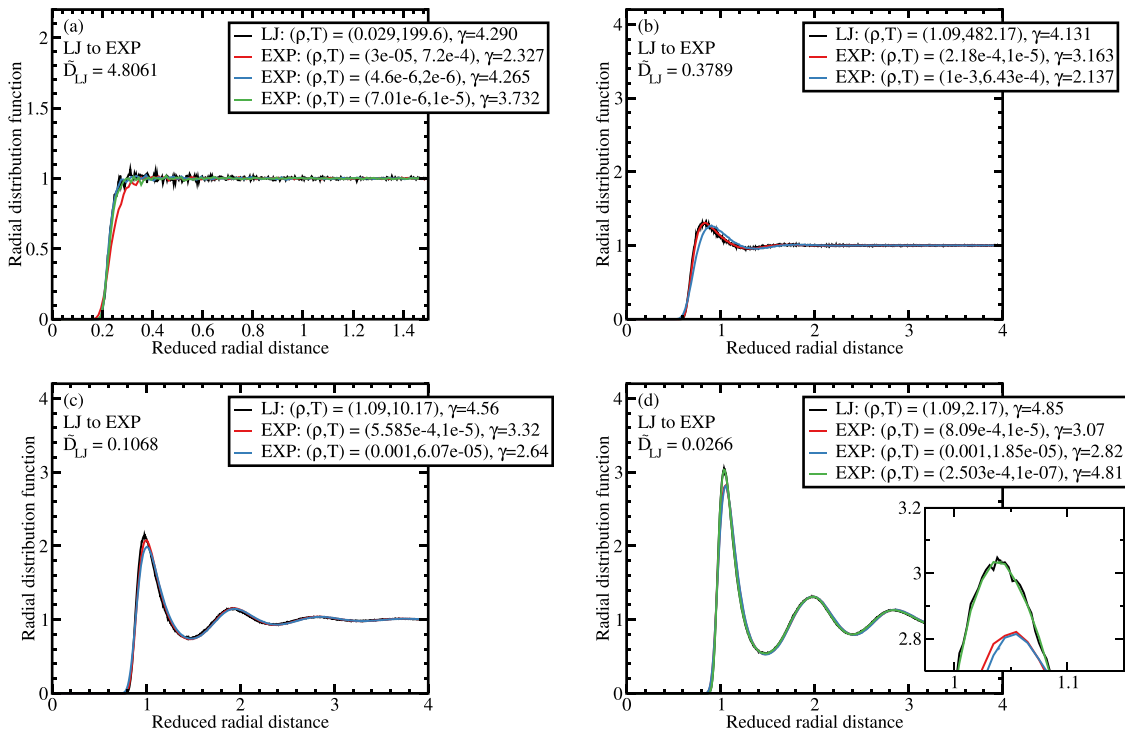 (a)
LJ to EXP
D̃_LJ = 4.8061
LJ: (ρ,T) = (0.029,199.6), γ=4.290
EXP: (ρ,T) = (3e-05, 7.2e-4), γ=2.327
EXP: (ρ,T) = (4.6e-6,2e-6), γ=4.265
EXP: (ρ,T) = (7.01e-6,1e-5), γ=3.732
Radial distribution function
2
1.5
1
0.5
0
0 0.2 0.4 0.6 0.8 1 1.2 1.4
Reduced radial distance
(b)
LJ to EXP
D̃_LJ = 0.3789
LJ: (ρ,T) = (1.09,482.17), γ=4.131
EXP: (ρ,T) = (2.18e-4,1e-5), γ=3.163
EXP: (ρ,T) = (1e-3,6.43e-4), γ=2.137
Radial distribution function
4
3
2
1
0
0 1 2 3 4
Reduced radial distance
(c)
LJ to EXP
D̃_LJ = 0.1068
LJ: (ρ,T) = (1.09,10.17), γ=4.56
EXP: (ρ,T) = (5.585e-4,1e-5), γ=3.32
EXP: (ρ,T) = (0.001,6.07e-05), γ=2.64
Radial distribution function
4
3
2
1
0
0 1 2 3 4
Reduced radial distance
(d)
LJ to EXP
D̃_LJ = 0.0266
LJ: (ρ,T) = (1.09,2.17), γ=4.85
EXP: (ρ,T) = (8.09e-4,1e-5), γ=3.07
EXP: (ρ,T) = (0.001,1.85e-05), γ=2.82
EXP: (ρ,T) = (2.503e-4,1e-07), γ=4.81
Radial distribution function
4
3
2
1
0
0 1 2 3 4
Reduced radial distance
3.2
3
2.8
1 1.1